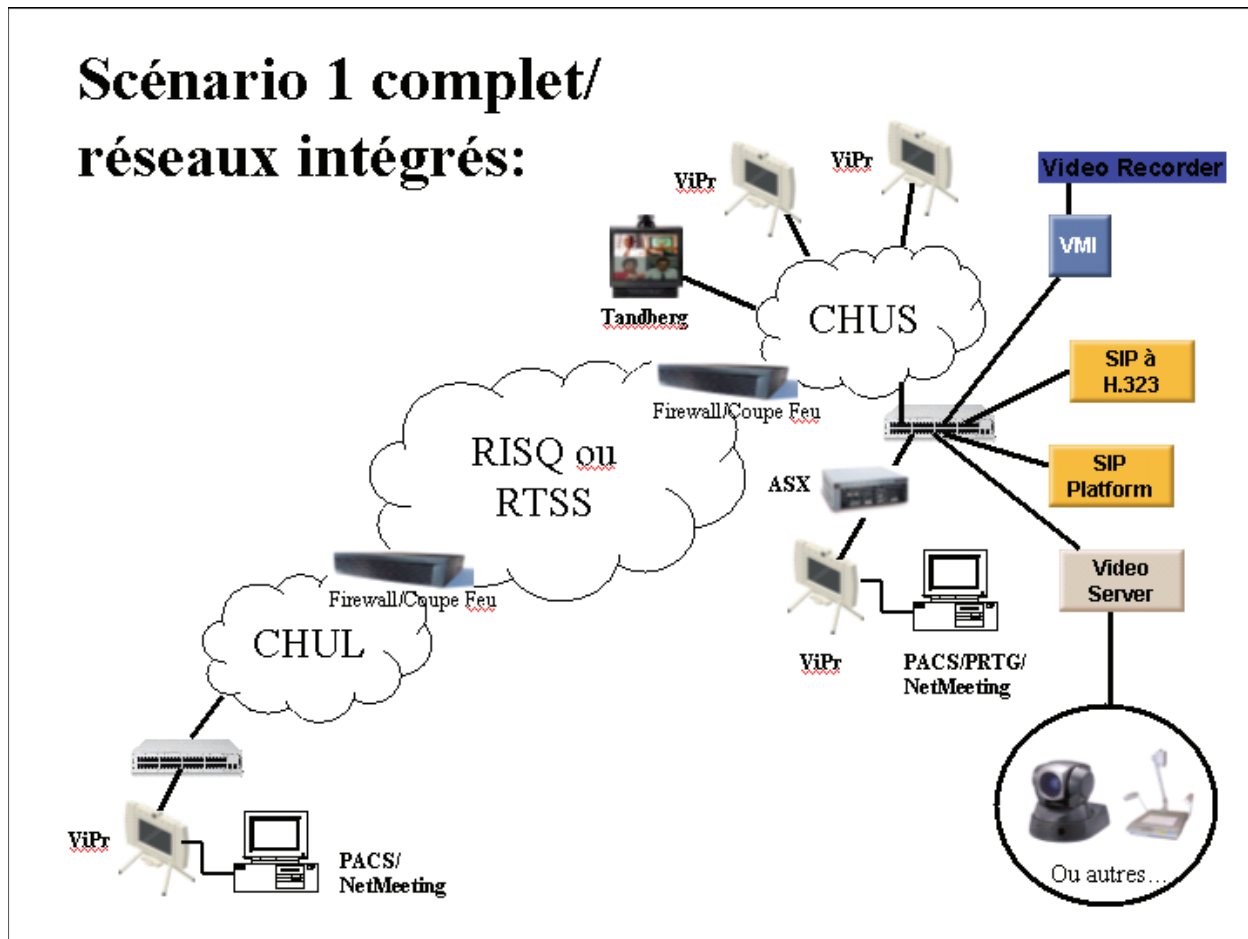 Scénario 1 complet/
réseaux intégrés:
ViPr
ViPr
Video Recorder
VMI
Tandberg
CHUS
SIP à
H.323
Firewall/Coupe Feu
RISQ ou
RTSS
ASX
SIP
Platform
Firewall/Coupe Feu
Video
Server
CHUL
ViPr
PACS/PRTG/
NetMeeting
ViPr
PACS/
NetMeeting
Ou autres…